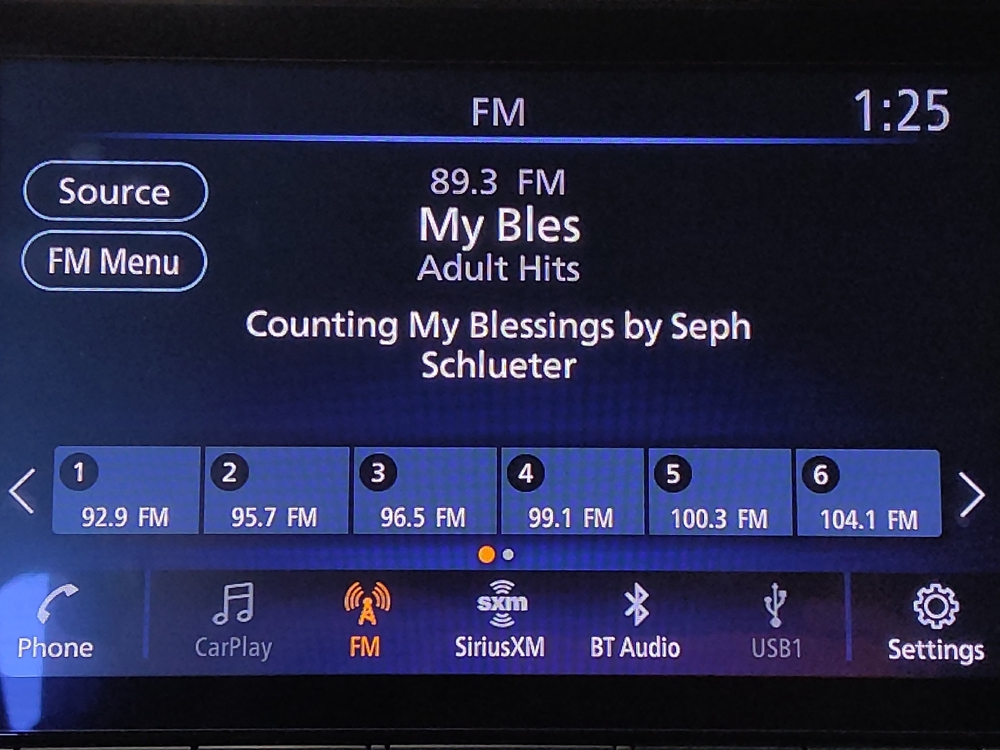 FM
1:25
Source
89.3 FM
My Bles
FM Menu
Adult Hits
Counting My Blessings by Seph
Schlueter
1 2 3 4 5 6
92.9 FM 95.7 FM 96.5 FM 99.1 FM 100.3 FM 104.1 FM
sxm
Phone CarPlay FM SiriusXM BT Audio USB1 Settings